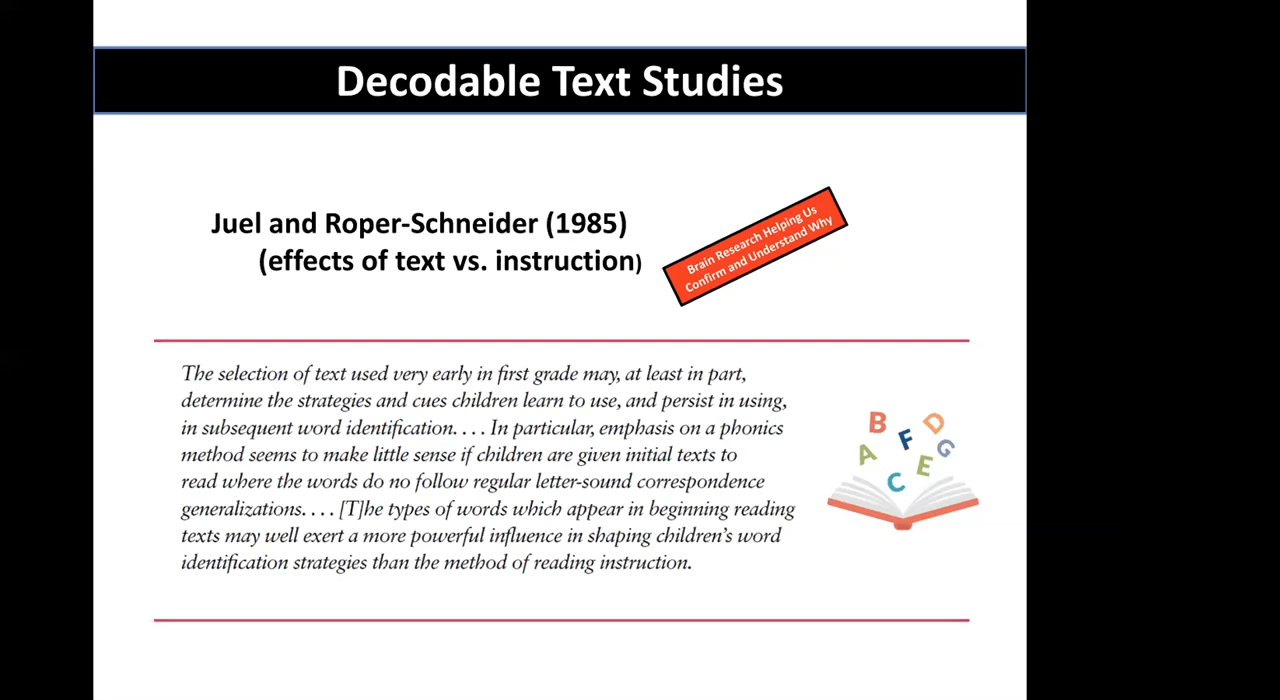 Decodable Text Studies
Juel and Roper-Schneider (1985)
(effects of text vs. instruction)
Brain Research Helping Us
Confirm and Understand Why
The selection of text used very early in first grade may, at least in part,
determine the strategies and cues children learn to use, and persist in using,
in subsequent word identification. . . . In particular, emphasis on a phonics
method seems to make little sense if children are given initial texts to
read where the words do no follow regular letter-sound correspondence
generalizations. . . . [T]he types of words which appear in beginning reading
texts may well exert a more powerful influence in shaping children's word
identification strategies than the method of reading instruction.
B F D
A C E G